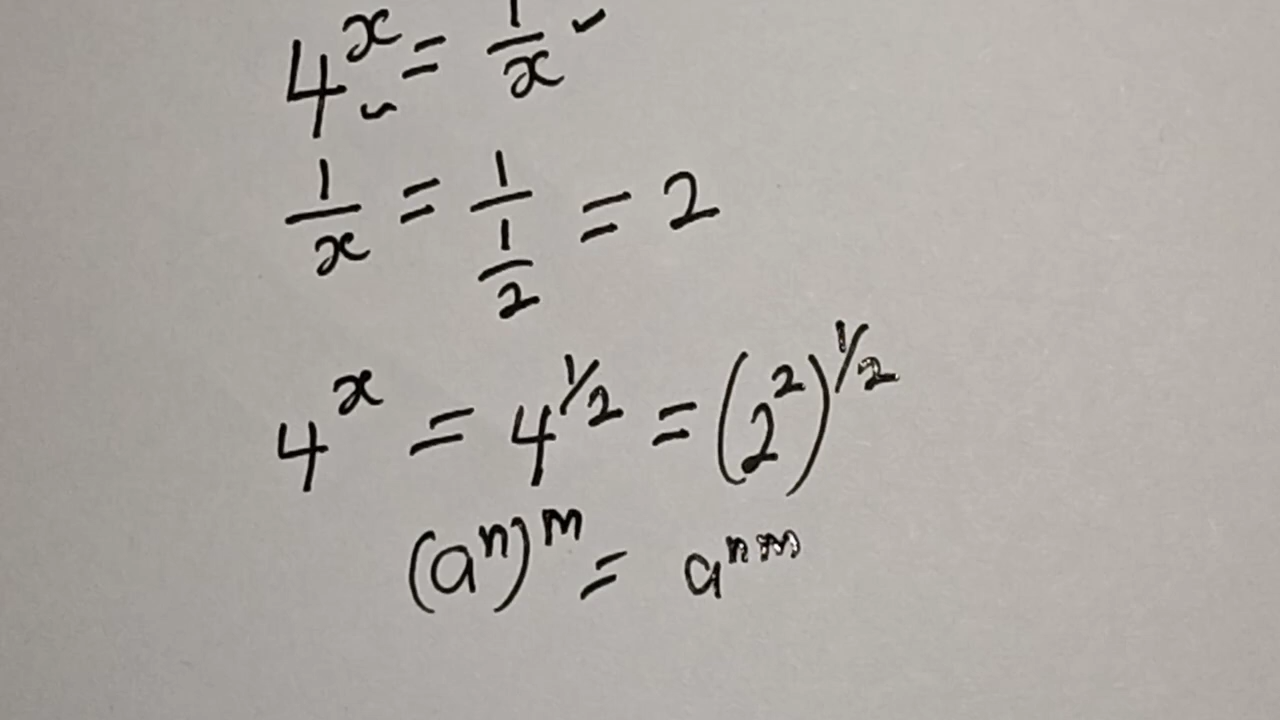 4^x = 1/x ✓
1/x = 1/(1/2) = 2
4^x = 4^(1/2) = (2^2)^(1/2)
(a^n)^m = a^(nm)